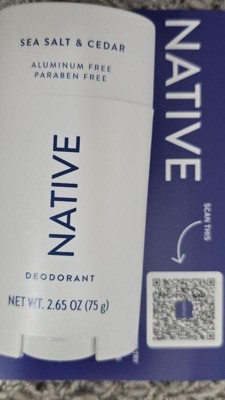 SEA SALT & CEDAR
ALUMINUM FREE
PARABEN FREE
NATIVE
DEODORANT
NET WT. 2.65 OZ (75 g)
NATIVE
SCAN THIS